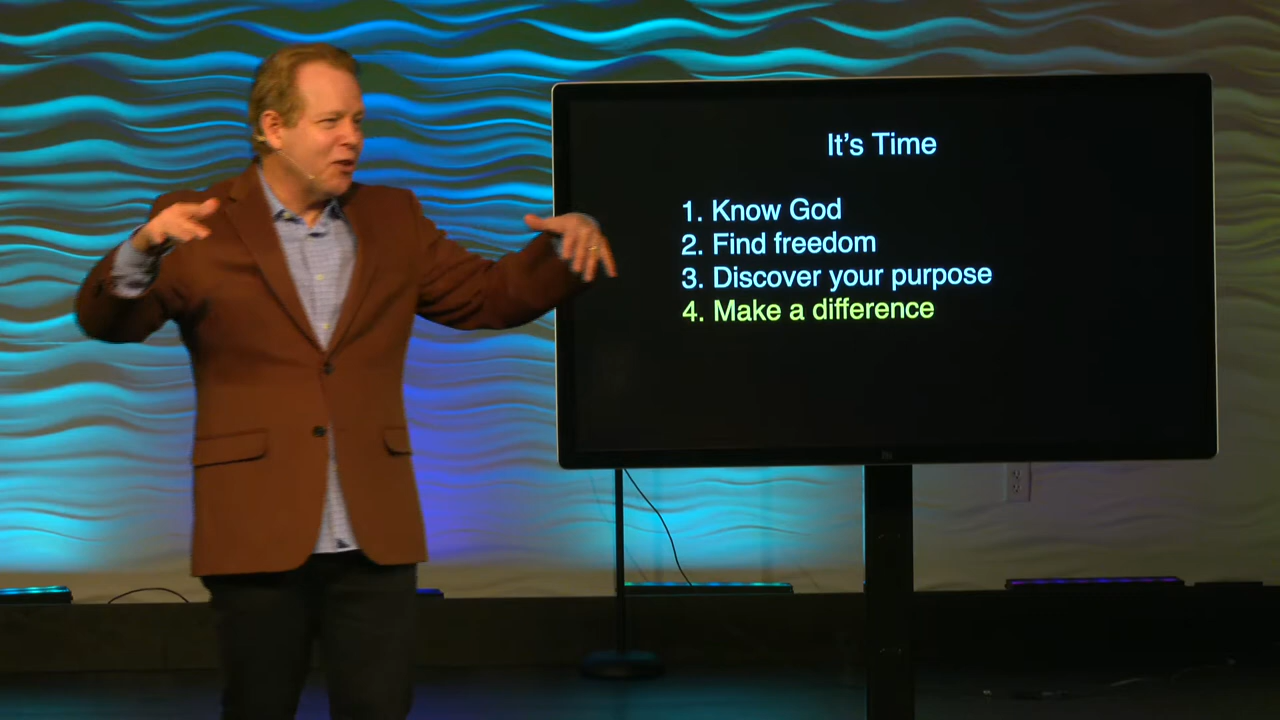 It's Time
1. Know God
2. Find freedom
3. Discover your purpose
4. Make a difference